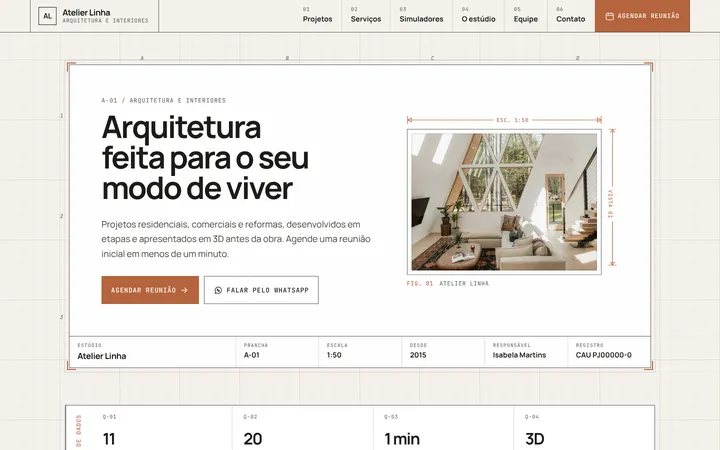 AL
Atelier Linha
ARQUITETURA E INTERIORES
01
Projetos
02
Serviços
03
Simuladores
04
O estúdio
05
Equipe
06
Contato
AGENDAR REUNIÃO
A
B
C
D
1
2
3
A-01 / ARQUITETURA E INTERIORES
Arquitetura
feita para o seu
modo de viver
Projetos residenciais, comerciais e reformas, desenvolvidos em
etapas e apresentados em 3D antes da obra. Agende uma reunião
inicial em menos de um minuto.
AGENDAR REUNIÃO →
FALAR PELO WHATSAPP
ESC. 1:50
VISTA 01
FIG. 01 ATELIER LINHA
ESTÚDIO
Atelier Linha
PRANCHA
A-01
ESCALA
1:50
DESDE
2015
RESPONSÁVEL
Isabela Martins
REGISTRO
CAU PJ00000-0
DE DADOS
Q-01
11
Q-02
20
Q-03
1 min
Q-04
3D